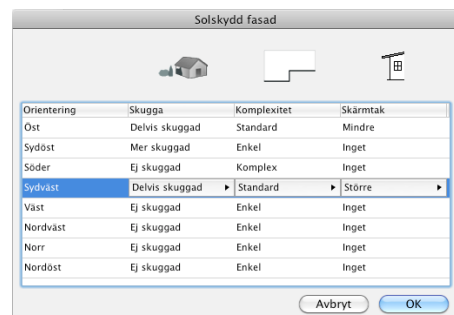 Solskydd fasad
Orientering Skugga Komplexitet Skärmtak
Öst Delvis skuggad Standard Mindre
Sydöst Mer skuggad Enkel Inget
Söder Ej skuggad Komplex Inget
Sydväst Delvis skuggad Standard Större
Väst Ej skuggad Enkel Inget
Nordväst Ej skuggad Enkel Inget
Norr Ej skuggad Enkel Inget
Nordöst Ej skuggad Enkel Inget
Avbryt OK